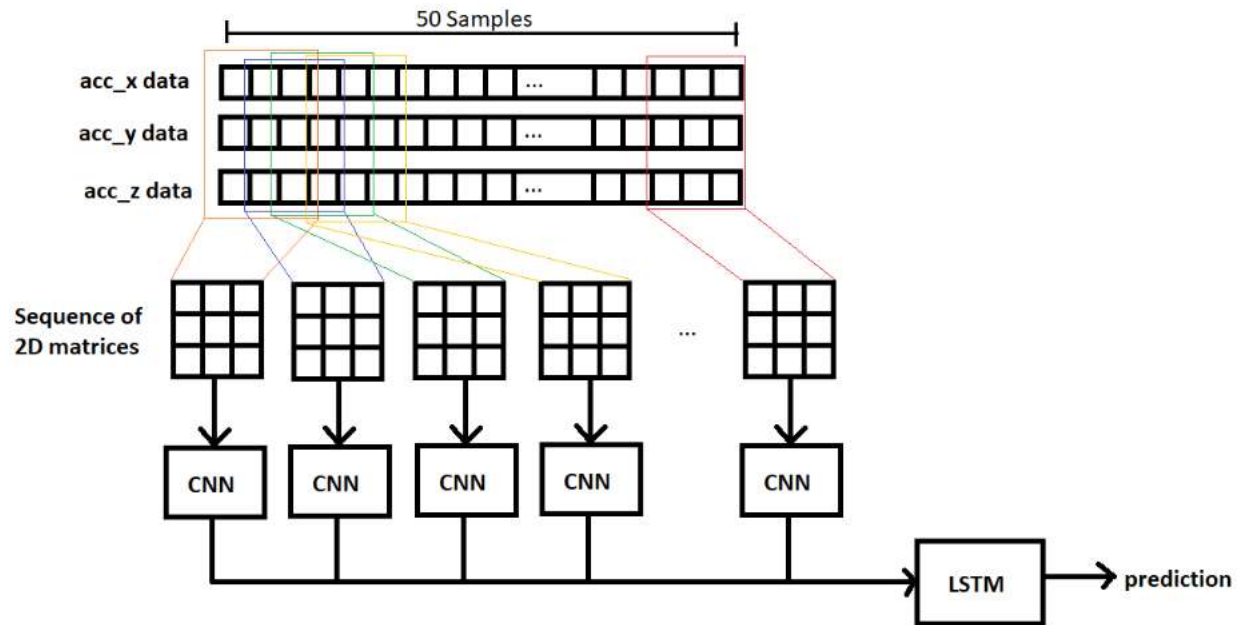 50 Samples
acc_x data
...
acc_y data
...
acc_z data
...
Sequence of
2D matrices
...
CNN
CNN
CNN
CNN
CNN
LSTM
prediction